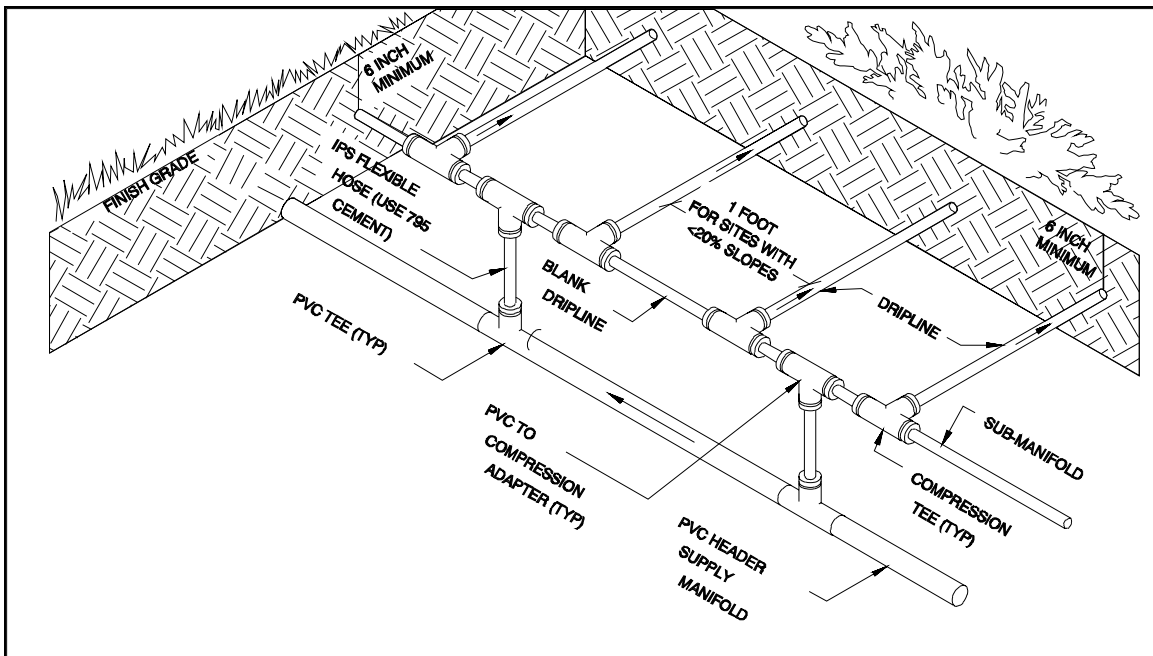 6 INCH
MINIMUM
FINISH GRADE
IPS FLEXIBLE
HOSE (USE 795
CEMENT)
1 FOOT
FOR SITES WITH
<20% SLOPES
6 INCH
MINIMUM
BLANK
DRIPLINE
DRIPLINE
PVC TEE (TYP)
PVC TO
COMPRESSION
ADAPTER (TYP)
SUB-MANIFOLD
COMPRESSION
TEE (TYP)
PVC HEADER
SUPPLY
MANIFOLD